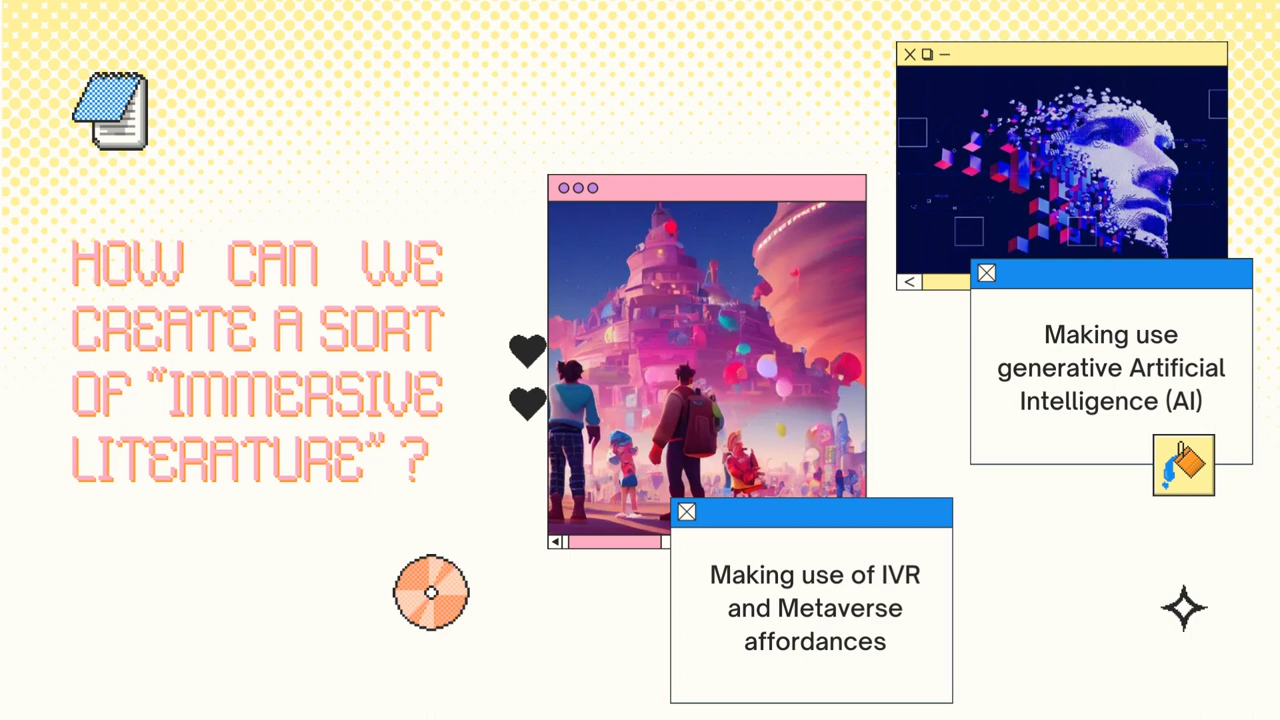 HOW CAN WE
CREATE A SORT
OF "IMMERSIVE
LITERATURE" ?
Making use
generative Artificial
Intelligence (AI)
Making use of IVR
and Metaverse
affordances